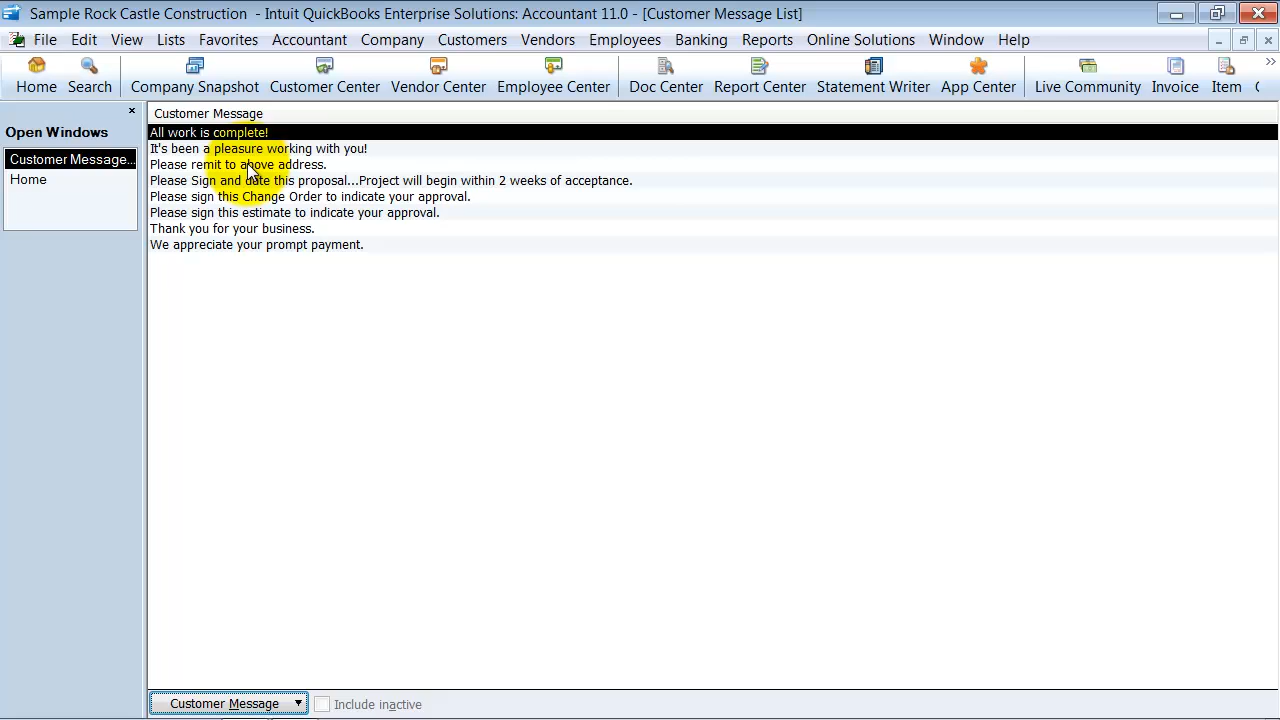 Sample Rock Castle Construction - Intuit QuickBooks Enterprise Solutions: Accountant 11.0 - [Customer Message List]
File Edit View Lists Favorites Accountant Company Customers Vendors Employees Banking Reports Online Solutions Window Help
Home Search Company Snapshot Customer Center Vendor Center Employee Center Doc Center Report Center Statement Writer App Center Live Community Invoice Item
Open Windows
Customer Message...
Home
Customer Message
All work is complete!
It's been a pleasure working with you!
Please remit to above address.
Please Sign and date this proposal...Project will begin within 2 weeks of acceptance.
Please sign this Change Order to indicate your approval.
Please sign this estimate to indicate your approval.
Thank you for your business.
We appreciate your prompt payment.
Customer Message Include inactive